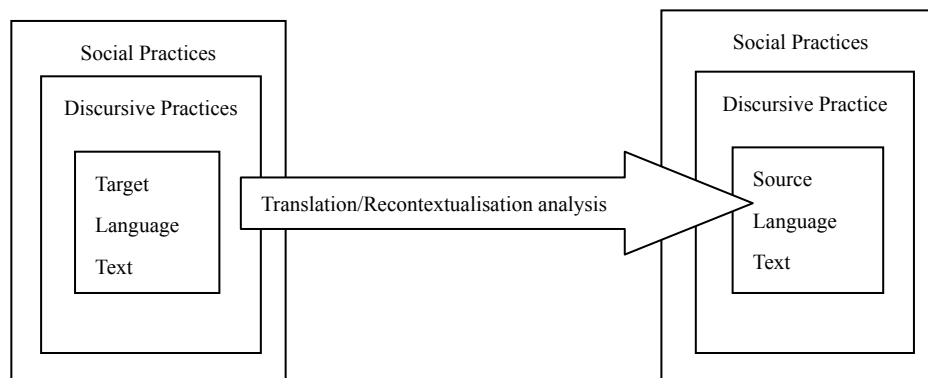 Social Practices
Discursive Practices
Target
Language
Text
Translation/Recontextualisation analysis
Social Practices
Discursive Practice
Source
Language
Text